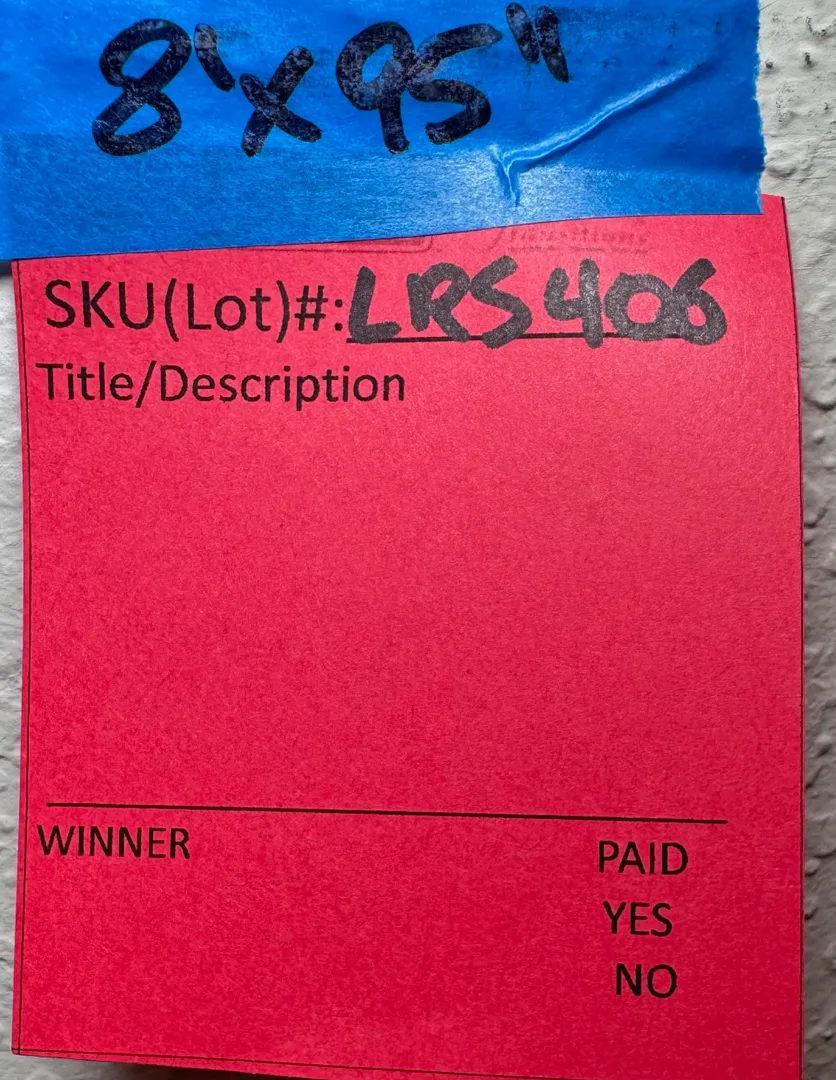 8'x95"
SKU(Lot)#:LRS406
Title/Description
WINNER
PAID
YES
NO